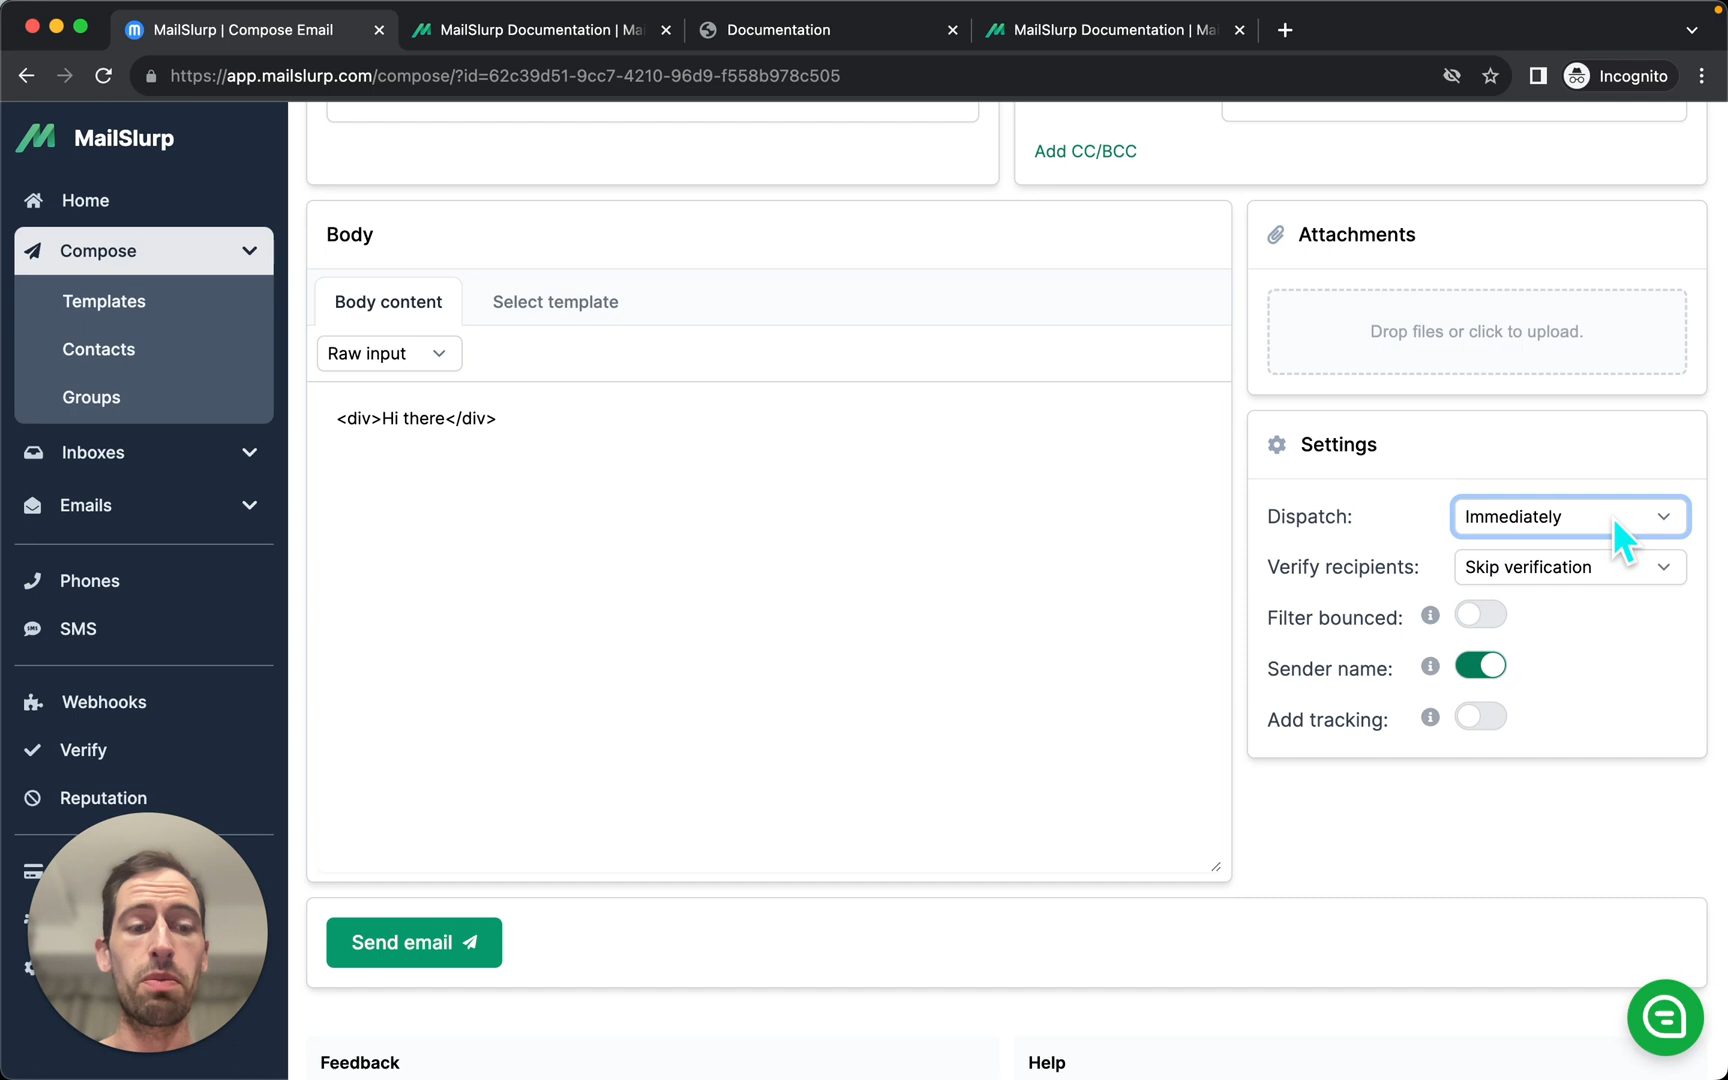 MailSlurp | Compose Email
MailSlurp Documentation | Ma
Documentation
MailSlurp Documentation | Ma
https://app.mailslurp.com/compose/?id=62c39d51-9cc7-4210-96d9-f558b978c505
Incognito
MailSlurp
Home
Compose
Templates
Contacts
Groups
Inboxes
Emails
Phones
SMS
Webhooks
Verify
Reputation
Add CC/BCC
Body
Body content
Select template
Raw input
<div>Hi there</div>
Attachments
Drop files or click to upload.
Settings
Dispatch:
Immediately
Verify recipients:
Skip verification
Filter bounced:
Sender name:
Add tracking:
Send email
Feedback
Help